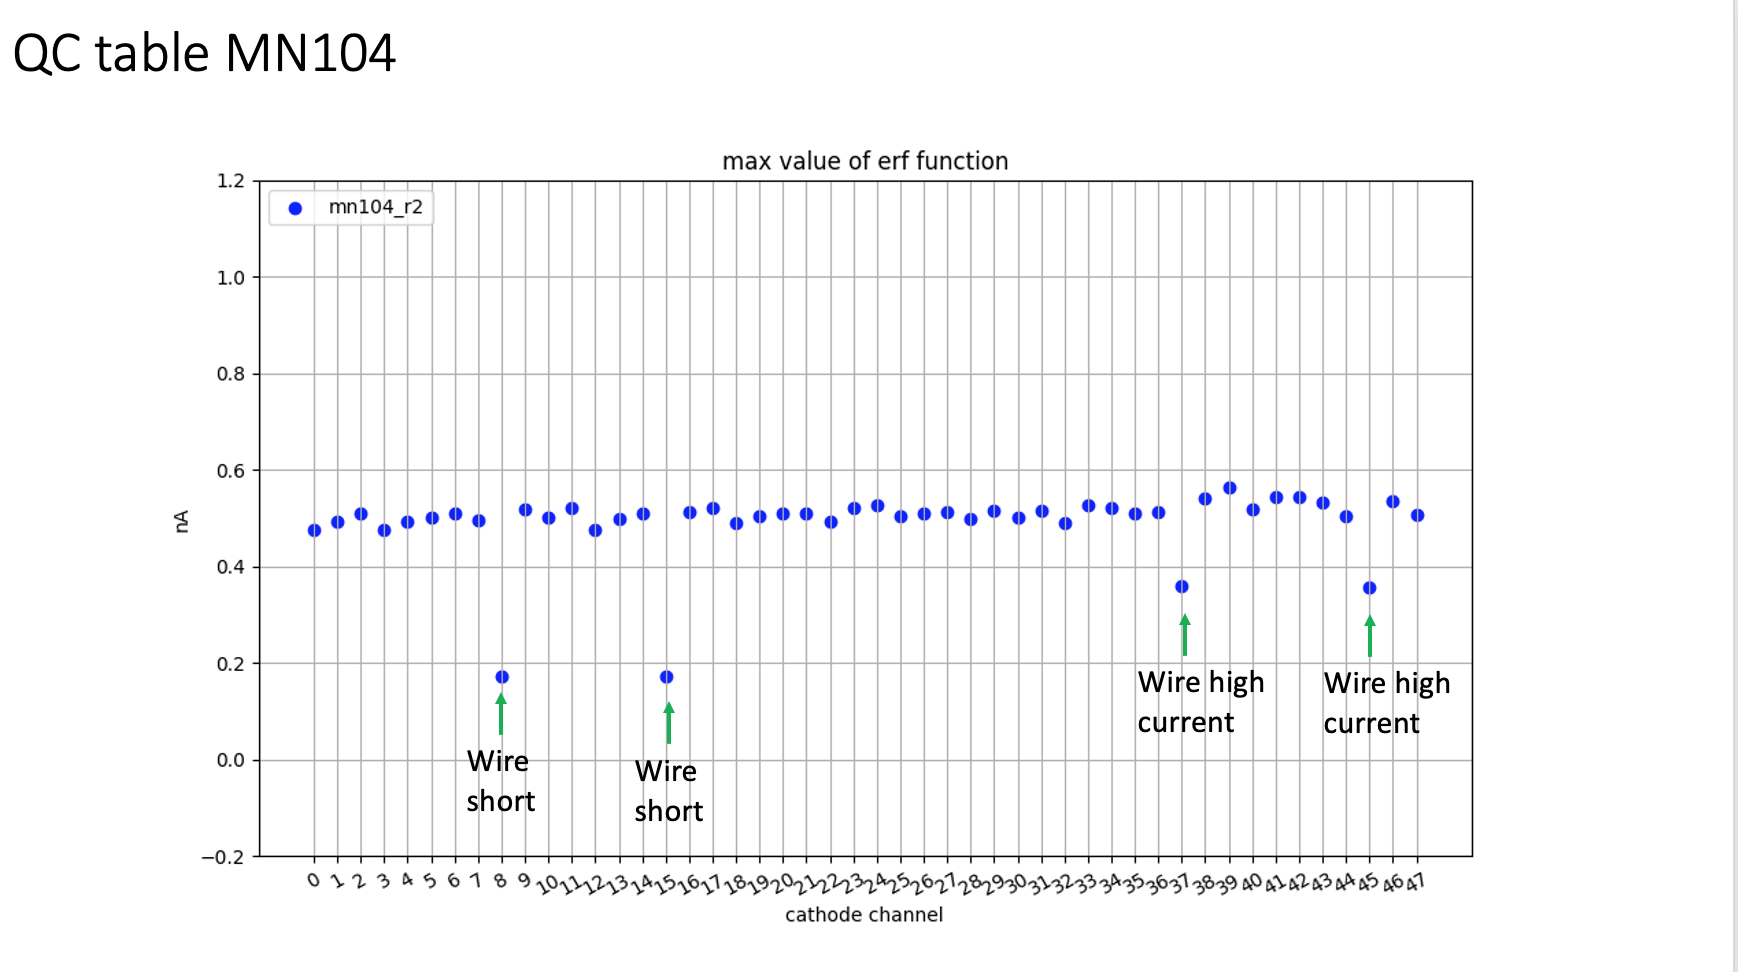 QC table MN104
max value of erf function
mn104_r2
1.2
1.0
0.8
0.6
0.4
0.2
0.0
−0.2
nA
Wire short
Wire short
Wire high current
Wire high current
0 1 2 3 4 5 6 7 8 9 10 11 12 13 14 15 16 17 18 19 20 21 22 23 24 25 26 27 28 29 30 31 32 33 34 35 36 37 38 39 40 41 42 43 44 45 46 47
cathode channel